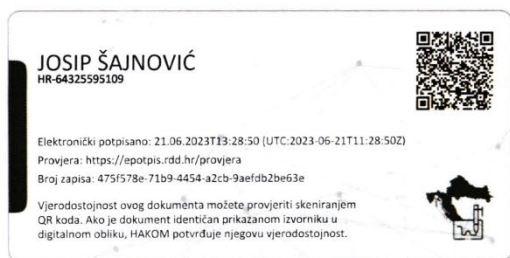 JOSIP ŠAJNOVIĆ
HR-64325595109
Elektronički potpisano: 21.06.2023T13:28:50 (UTC:2023-06-21T11:28:50Z)
Provjera: https://epotpis.rdd.hr/provjera
Broj zapisa: 475f578e-71b9-4454-a2cb-9aefdb2be63e
Vjerodostojnost ovog dokumenta možete provjeriti skeniranjem
QR koda. Ako je dokument identičan prikazanom izvorniku u
digitalnom obliku, HAKOM potvrđuje njegovu vjerodostojnost.